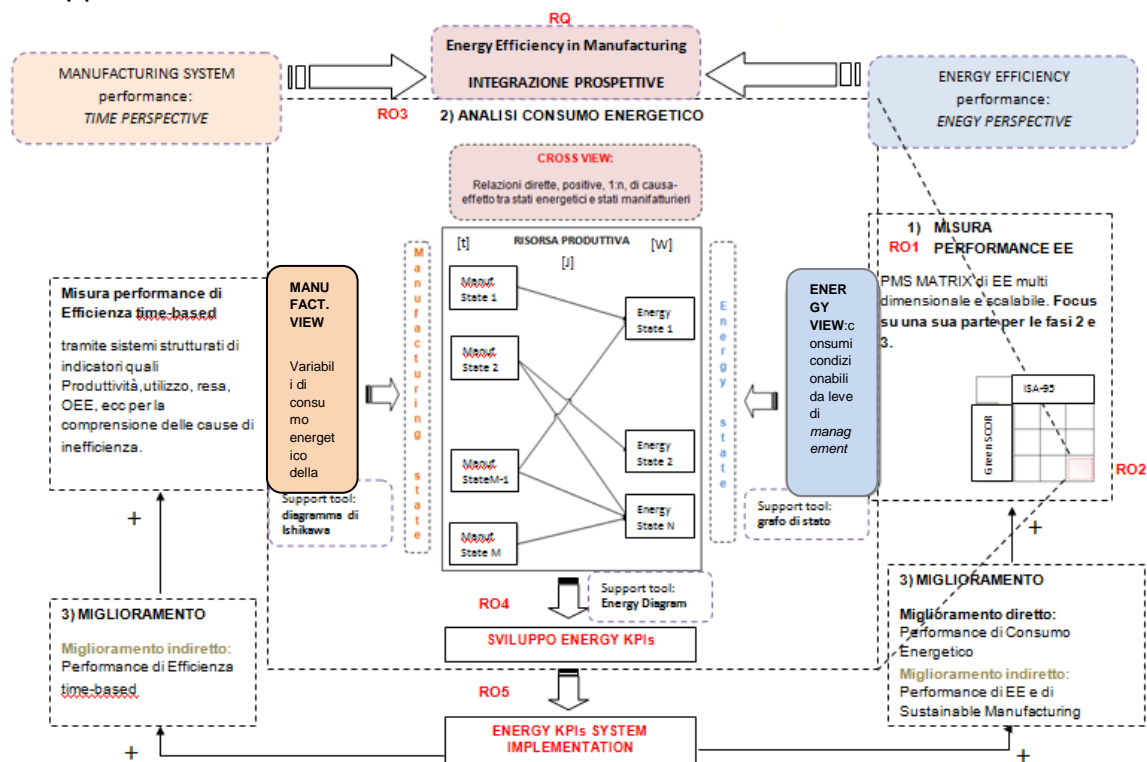 RQ
Energy Efficiency in Manufacturing
INTEGRAZIONE PROSPETTIVE
MANUFACTURING SYSTEM
performance:
TIME PERSPECTIVE
ENERGY EFFICIENCY
performance:
ENEGY PERSPECTIVE
RO3
2) ANALISI CONSUMO ENERGETICO
CROSS VIEW:
Relazioni dirette, positive, 1:n, di causa-
effetto tra stati energetici e stati manifatturieri
[t]
RISORSA PRODUTTIVA
[W]
[J]
Manuf.
State 1
Manuf.
State 2
Manuf.
StateM-1
Manuf.
State M
Energy
State 1
Energy
State 2
Energy
State N
Manufacturing state
Energy state
Misura performance di
Efficienza time-based
tramite sistemi strutturati di
indicatori quali
Produttività,utilizzo, resa,
OEE, ecc per la
comprensione delle cause di
inefficienza.
MANU
FACT.
VIEW
Variabil
i di
consu
mo
energet
ico
della
Support tool:
diagramma di
Ishikawa
ENER
GY
VIEW:c
onsumi
condizi
onabili
da leve
di
manag
ement
Support tool:
grafo di stato
1) MISURA
RO1
PERFORMANCE EE
PMS MATRIX di EE multi
dimensionale e scalabile. Focus
su una sua parte per le fasi 2 e
3.
ISA-95
GreenSCOR
RO2
+
+
3) MIGLIORAMENTO
Miglioramento indiretto:
Performance di Efficienza
time-based
RO4
Support tool:
Energy Diagram
SVILUPPO ENERGY KPIs
RO5
ENERGY KPIs SYSTEM
IMPLEMENTATION
3) MIGLIORAMENTO
Miglioramento diretto:
Performance di Consumo
Energetico
Miglioramento indiretto:
Performance di EE e di
Sustainable Manufacturing
+
+